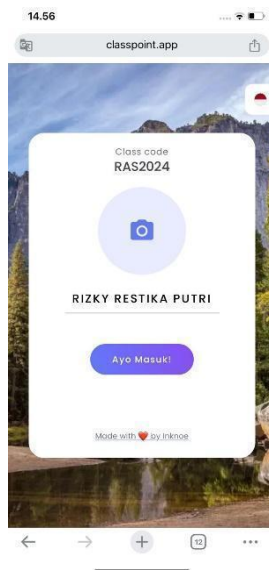 14.56
classpoint.app
Class code
RAS2024
RIZKY RESTIKA PUTRI
Ayo Masuk!
Made with ❤️ by Inknoe
12